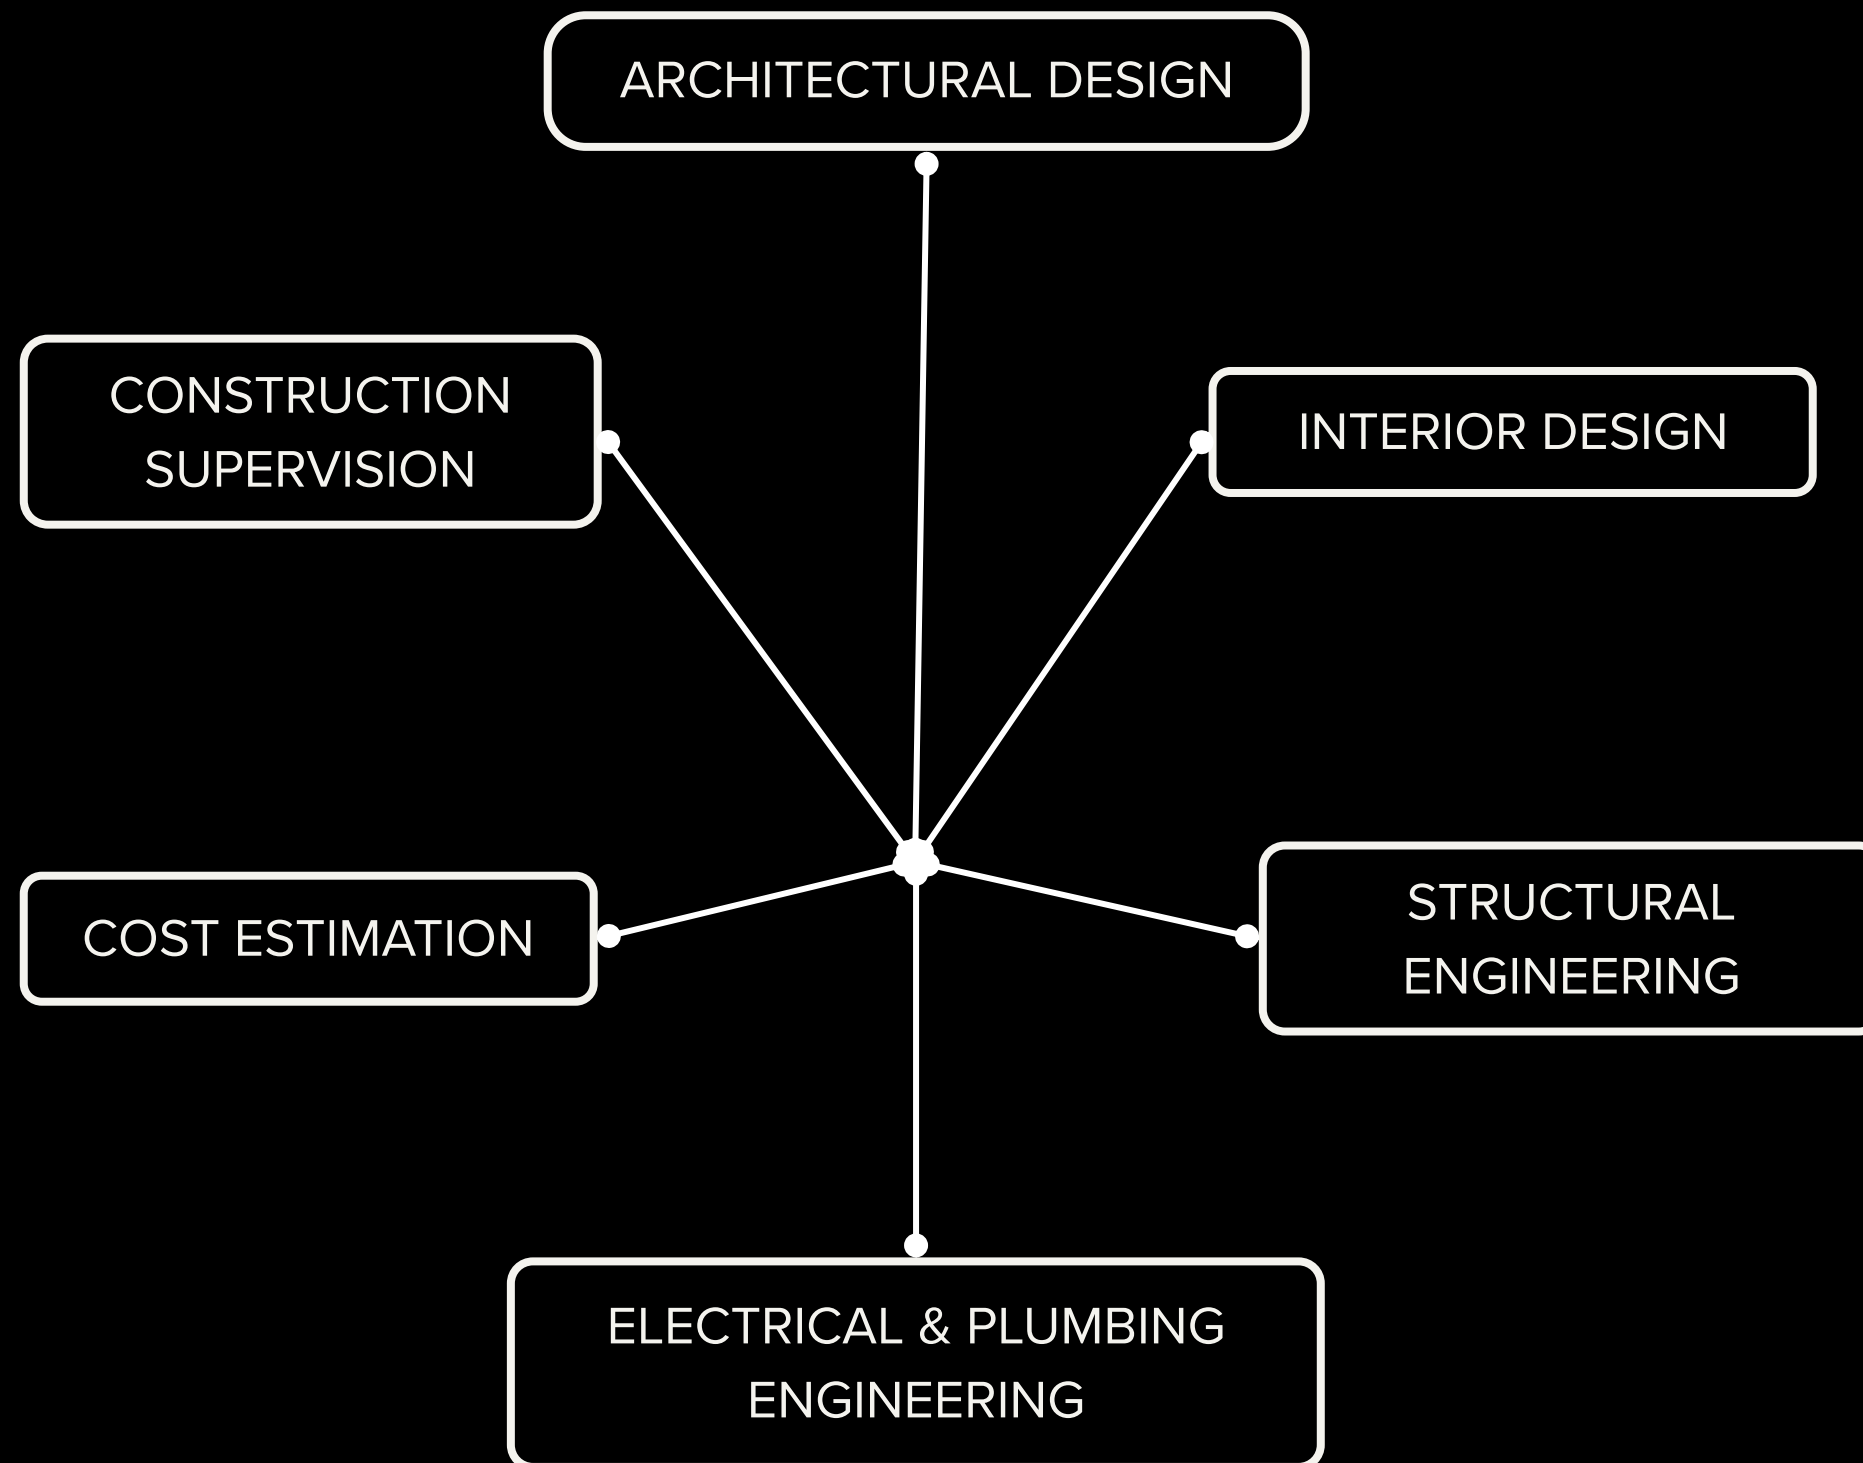 ARCHITECTURAL DESIGN
CONSTRUCTION
SUPERVISION
INTERIOR DESIGN
COST ESTIMATION
STRUCTURAL
ENGINEERING
ELECTRICAL & PLUMBING
ENGINEERING